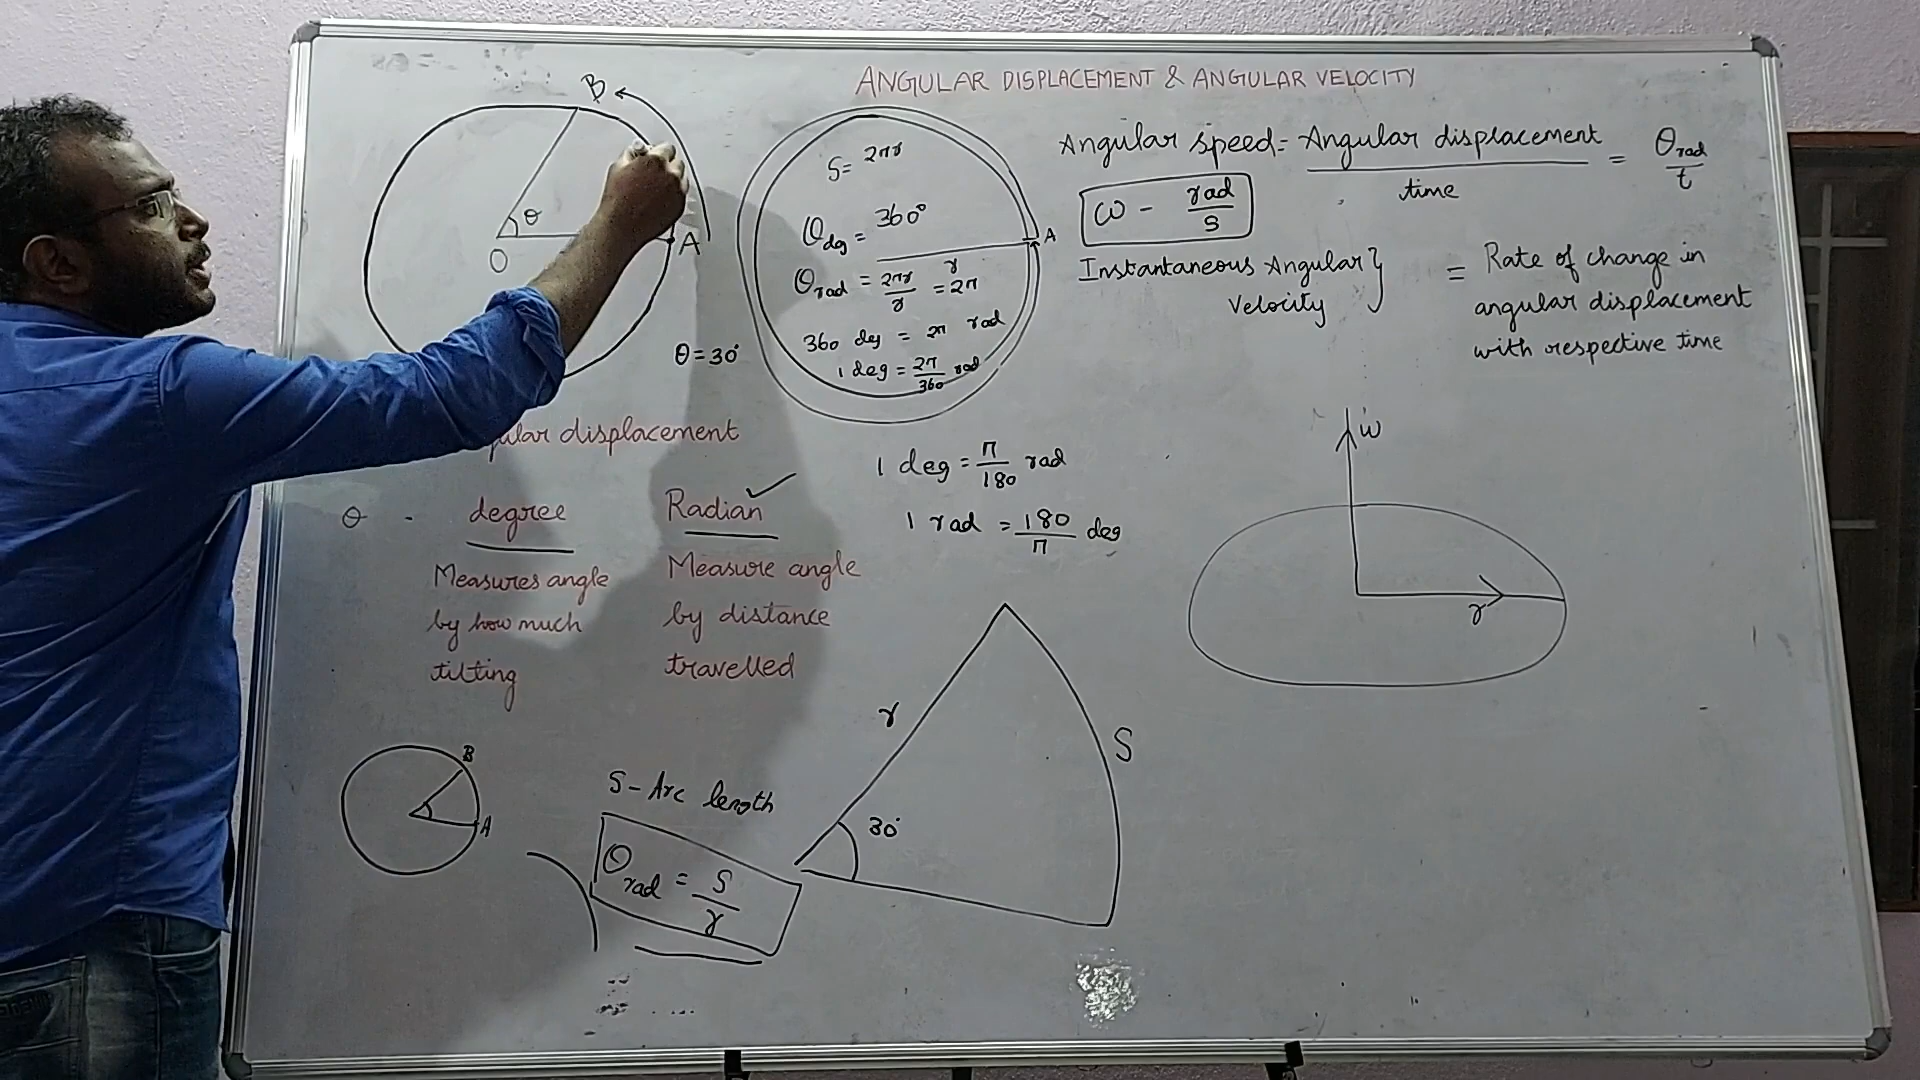 ANGULAR DISPLACEMENT & ANGULAR VELOCITY
B
θ
O
A
θ = 30°
S = 2πr
θdg = 360°
A
r
θrad = 2πr/r = 2π
360 deg = 2π rad
1 deg = 2π/360 rad
Angular speed = Angular displacement/time = θrad/t
ω - rad/s
Instantaneous Angular } Velocity
= Rate of change in
angular displacement
with respective time
displacement
θ - degree
Radian ✓
Measures angle
by how much
tilting
Measure angle
by distance
travelled
1 deg = π/180 rad
1 rad = 180/π deg
ω
r
B
A
S - Arc length
θrad = S/r
r
30°
S